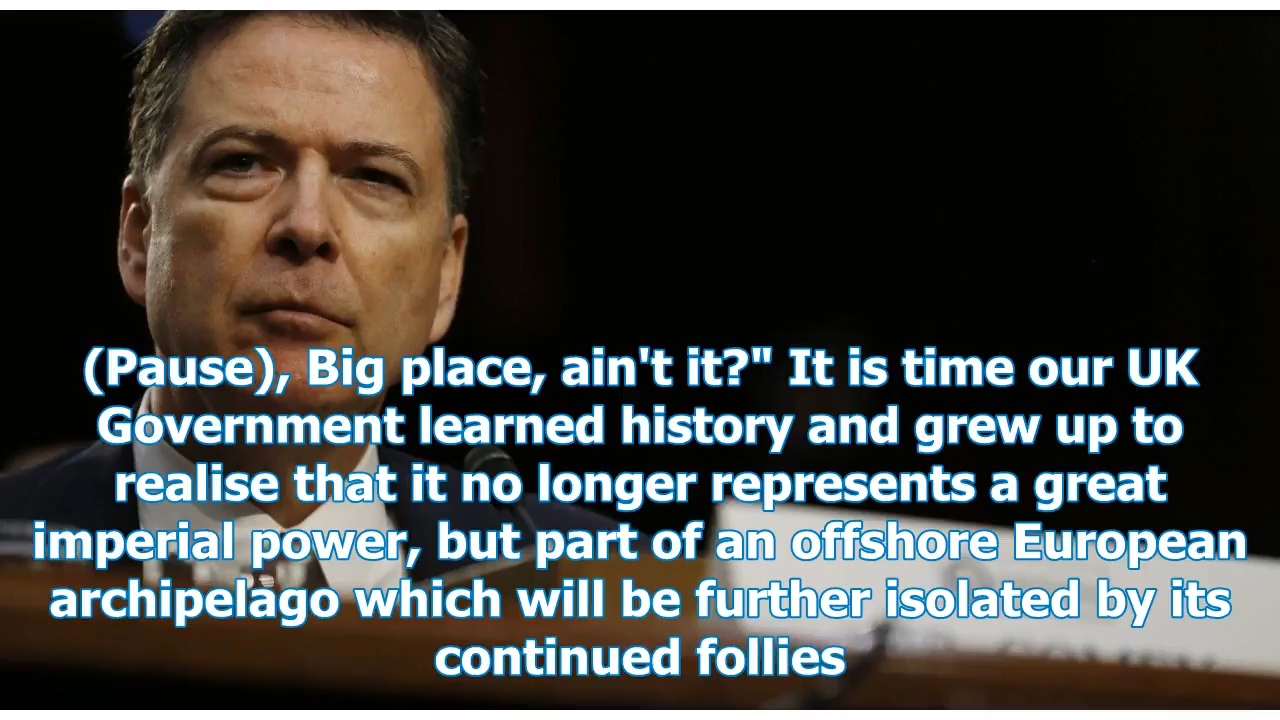 (Pause), Big place, ain't it?" It is time our UK
Government learned history and grew up to
realise that it no longer represents a great
imperial power, but part of an offshore European
archipelago which will be further isolated by its
continued follies